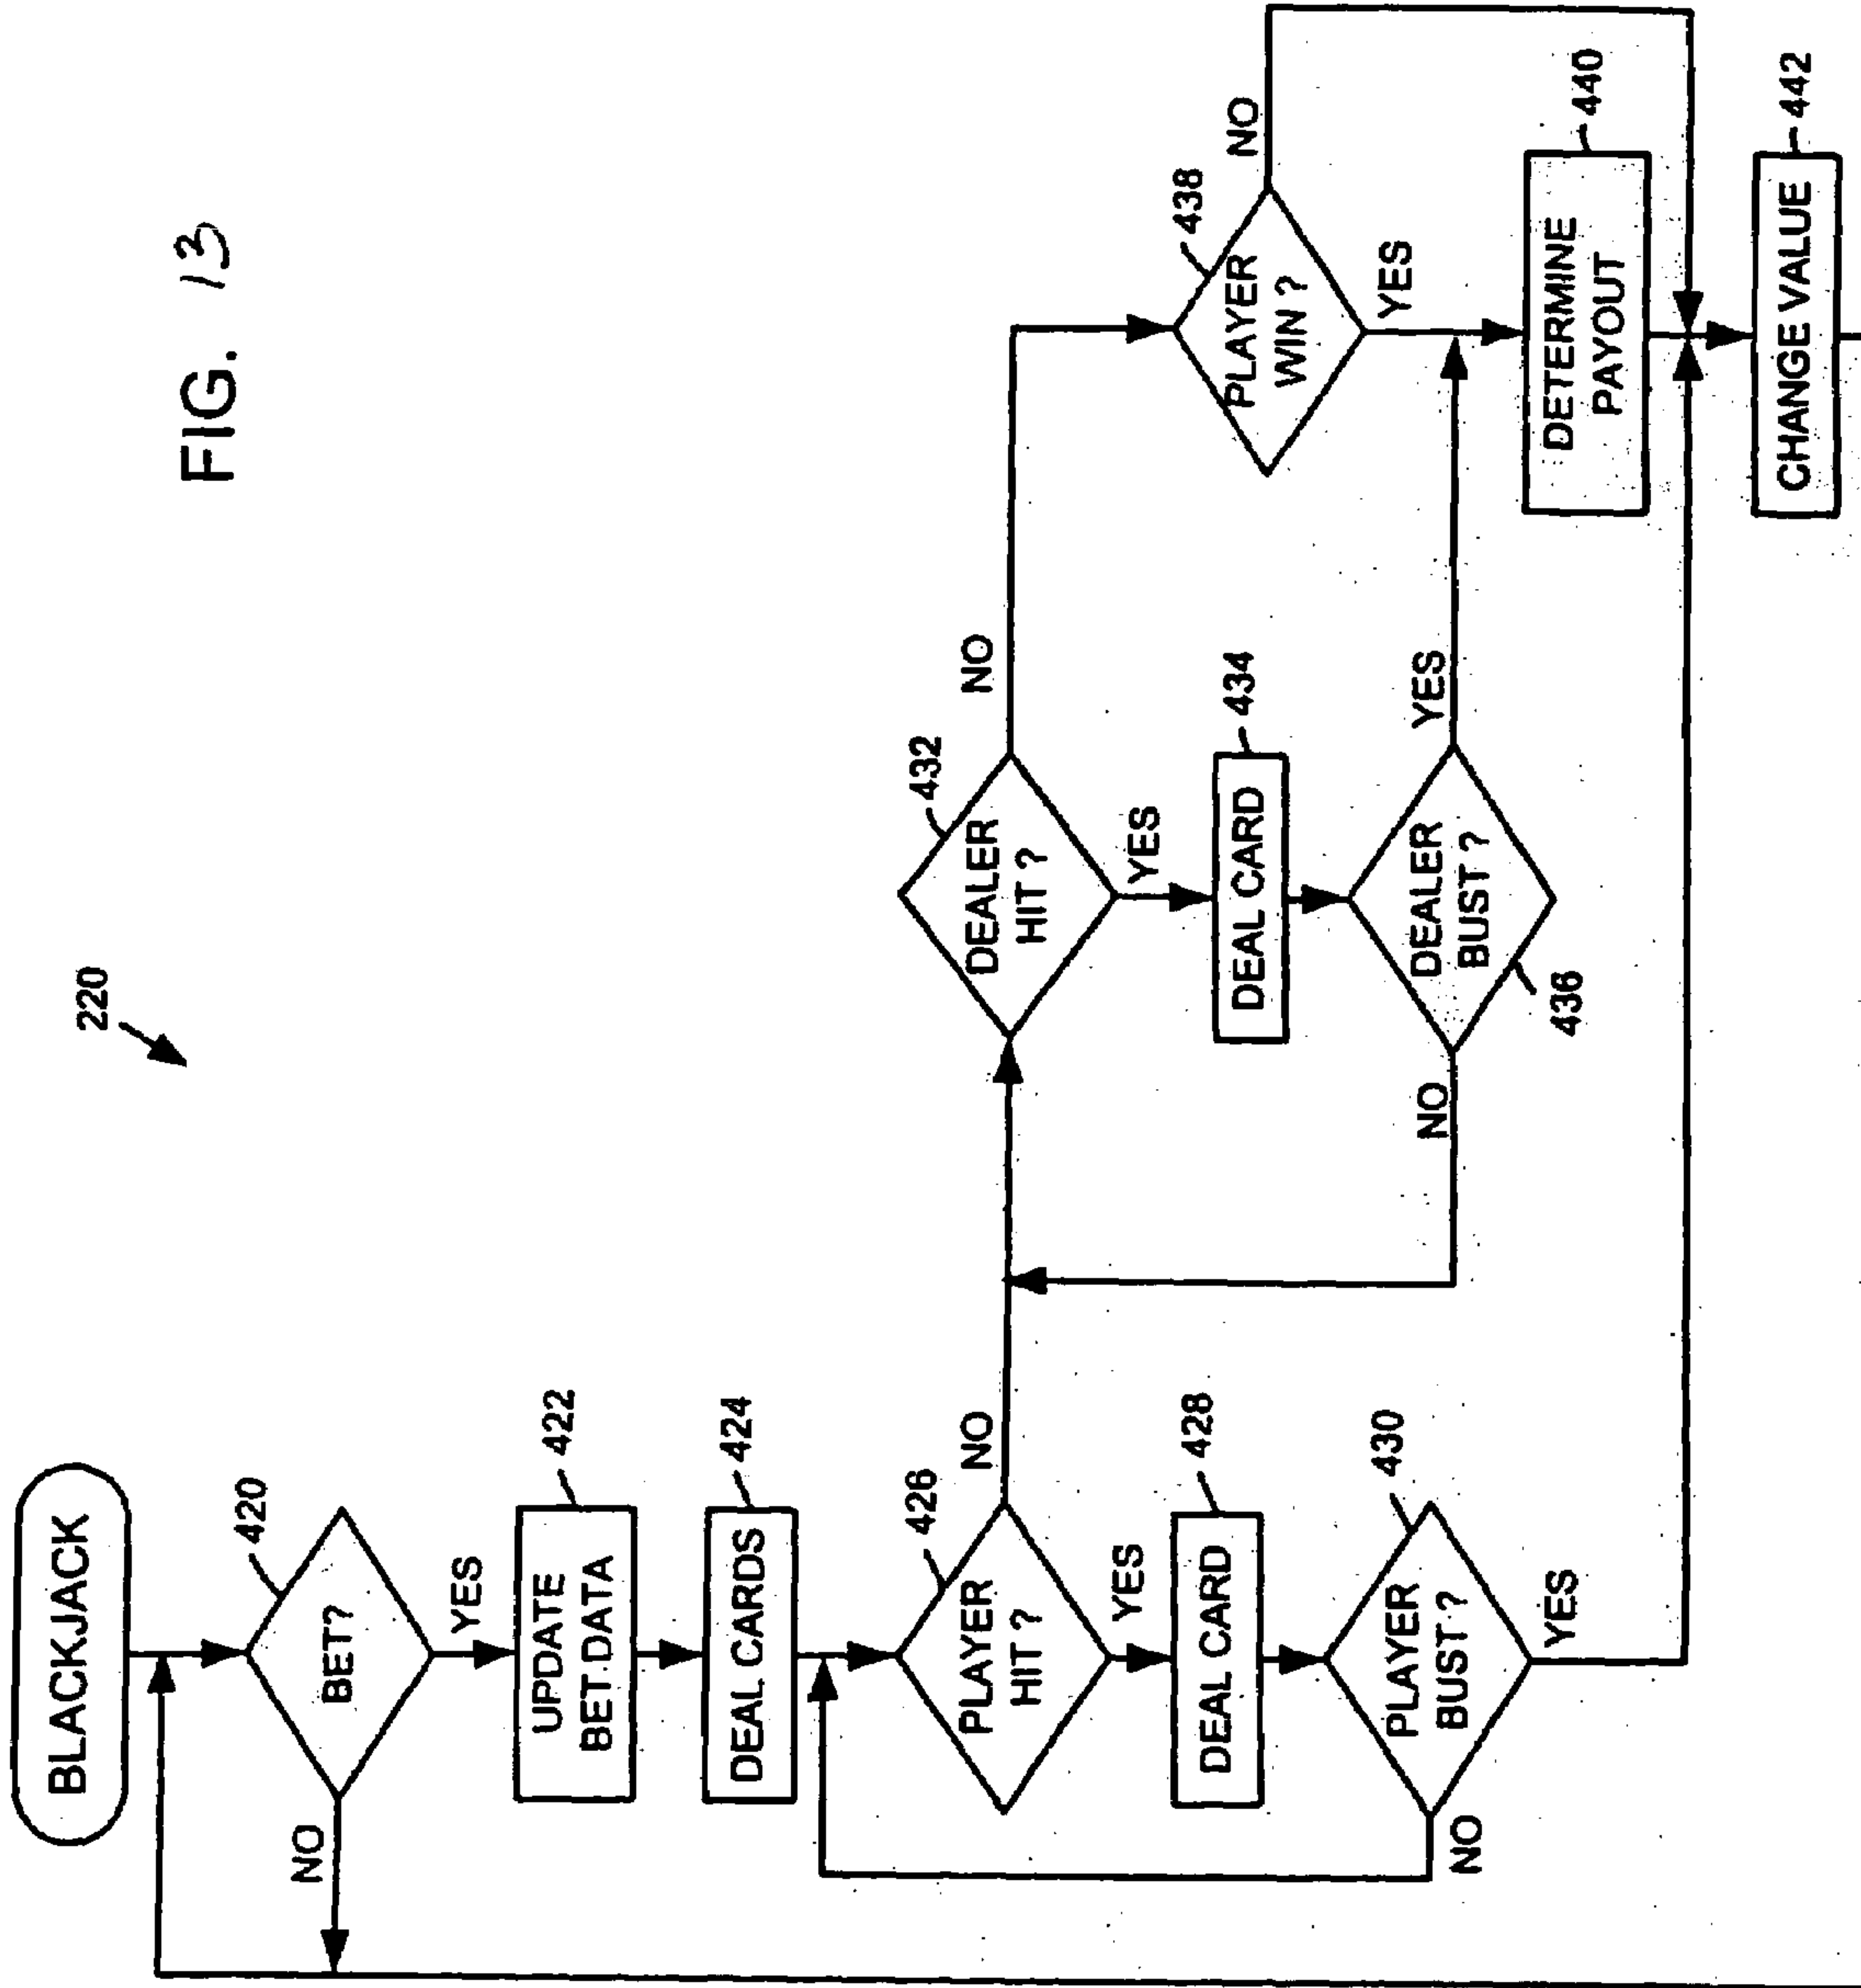 FIG. 13
220
BLACKJACK
420
BET?
NO
YES
422
UPDATE
BET DATA
424
DEAL CARDS
426
PLAYER
HIT ?
NO
YES
428
DEAL CARD
430
PLAYER
BUST ?
NO
YES
432
DEALER
HIT ?
NO
YES
434
DEAL CARD
DEALER
BUST ?
436
NO
YES
438
PLAYER
WIN ?
NO
YES
440
DETERMINE
PAYOUT
442
CHANGE VALUE